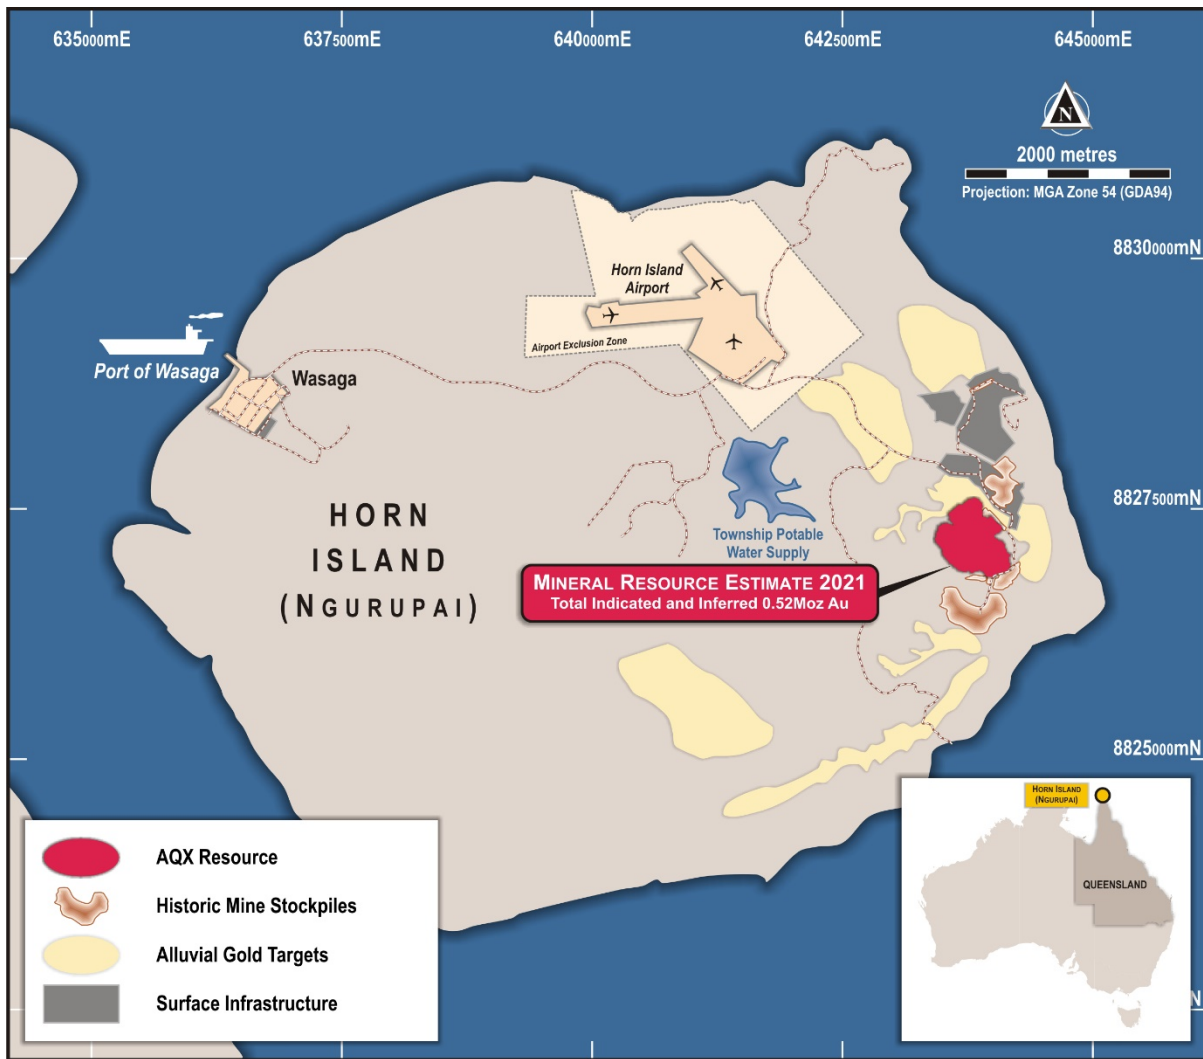 635000mE
637500mE
640000mE
642500mE
645000mE
N
2000 metres
Projection: MGA Zone 54 (GDA94)
8830000mN
Horn Island
Airport
Airport Exclusion Zone
Port of Wasaga
Wasaga
8827500mN
HORN
ISLAND
(NGURUPAI)
Township Potable
Water Supply
MINERAL RESOURCE ESTIMATE 2021
Total Indicated and Inferred 0.52Moz Au
8825000mN
HORN ISLAND
(NGURUPAI)
QUEENSLAND
AQX Resource
Historic Mine Stockpiles
Alluvial Gold Targets
Surface Infrastructure